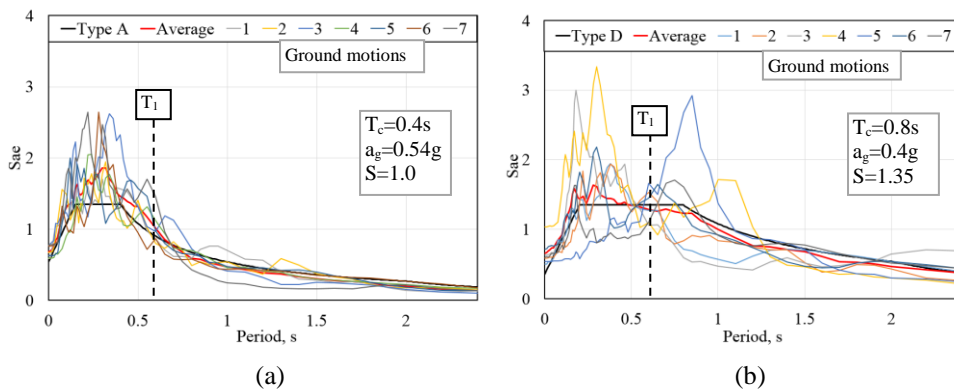 4
Type A Average 1 2 3 4 5 6 7
Ground motions
3
T1
Tc=0.4s
ag=0.54g
S=1.0
2
Sae
1
0
0 0.5 1 1.5 2
Period, s
(a)
4
Type D Average 1 2 3 4 5 6 7
Ground motions
3
T1
Tc=0.8s
ag=0.4g
S=1.35
2
Sae
1
0
0 0.5 1 1.5 2
Period, s
(b)